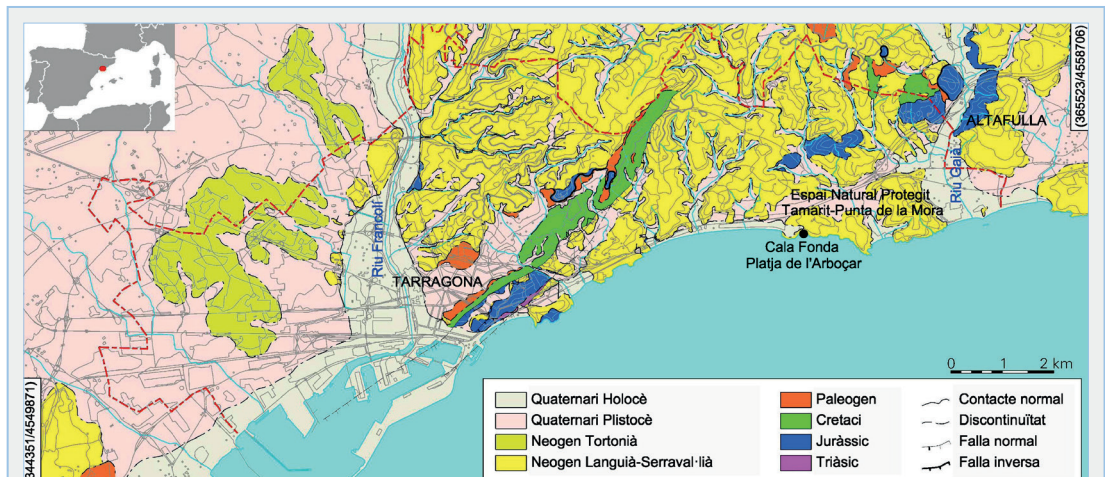 (365523/4558706)
ALTAFULLA
Riu Gaià
Espai Natural Protegit
Tamarit-Punta de la Mora
Riu Francolí
Cala Fonda
Platja de l'Arboçar
TARRAGONA
0 1 2 km
344351/4549871)
Quaternari Holocè
Quaternari Plistocè
Neogen Tortonià
Neogen Languià-Serraval·lià
Paleogen
Cretaci
Juràssic
Triàsic
Contacte normal
Discontinuïtat
Falla normal
Falla inversa